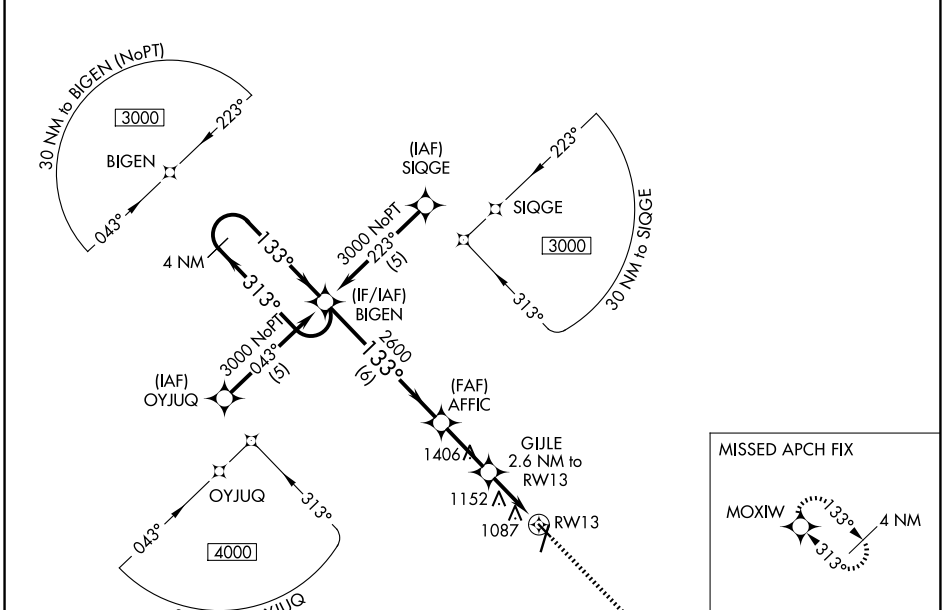 30 NM to BIGEN (NoPT)
3000
223°
BIGEN
043°
(IAF)
SIQGE
223°
SIQGE
3000
313°
30 NM to SIQGE
3000 NoPT
223°
(5)
133°
4 NM
313°
(IF/IAF)
BIGEN
3000 NoPT
043°
(5)
(IAF)
OYJUQ
2600
133°
(6)
(FAF)
AFFIC
1406
GIJLE
2.6 NM to
RW13
1152
1087
RW13
OYJUQ
043°
313°
4000
MISSED APCH FIX
MOXIW
133°
4 NM
313°